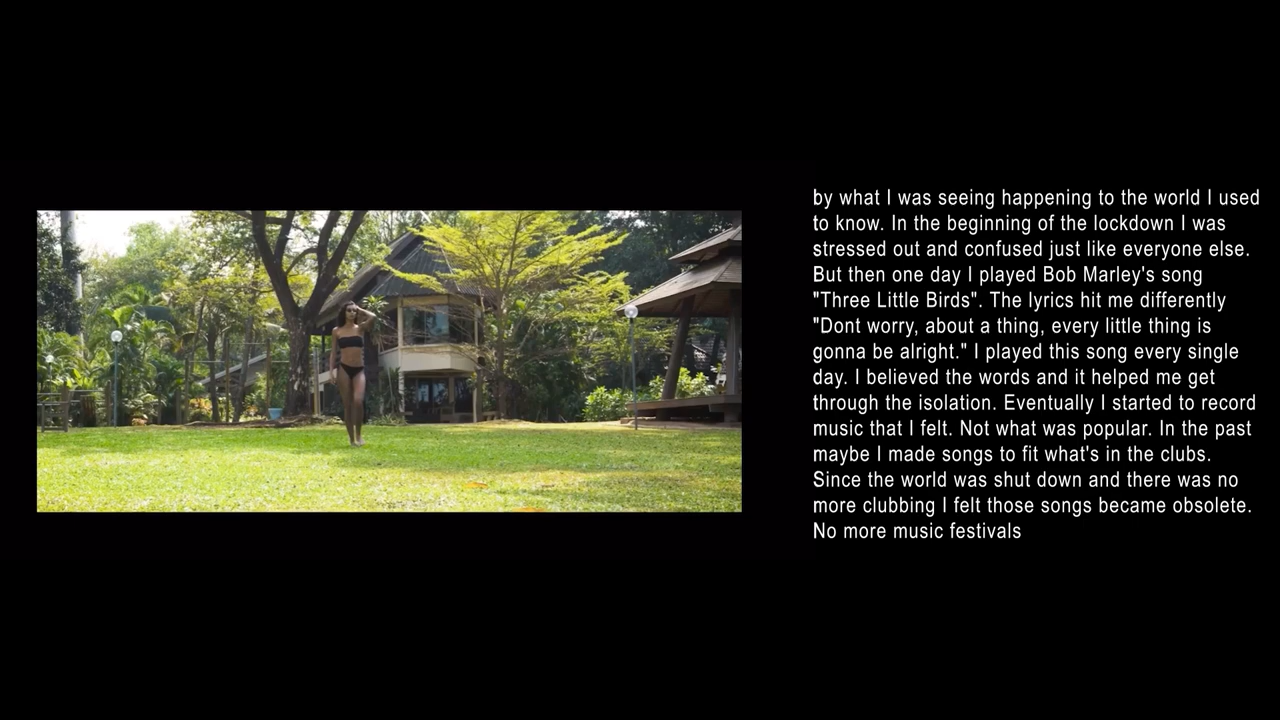 by what I was seeing happening to the world I used
to know. In the beginning of the lockdown I was
stressed out and confused just like everyone else.
But then one day I played Bob Marley's song
"Three Little Birds". The lyrics hit me differently
"Dont worry, about a thing, every little thing is
gonna be alright." I played this song every single
day. I believed the words and it helped me get
through the isolation. Eventually I started to record
music that I felt. Not what was popular. In the past
maybe I made songs to fit what's in the clubs.
Since the world was shut down and there was no
more clubbing I felt those songs became obsolete.
No more music festivals